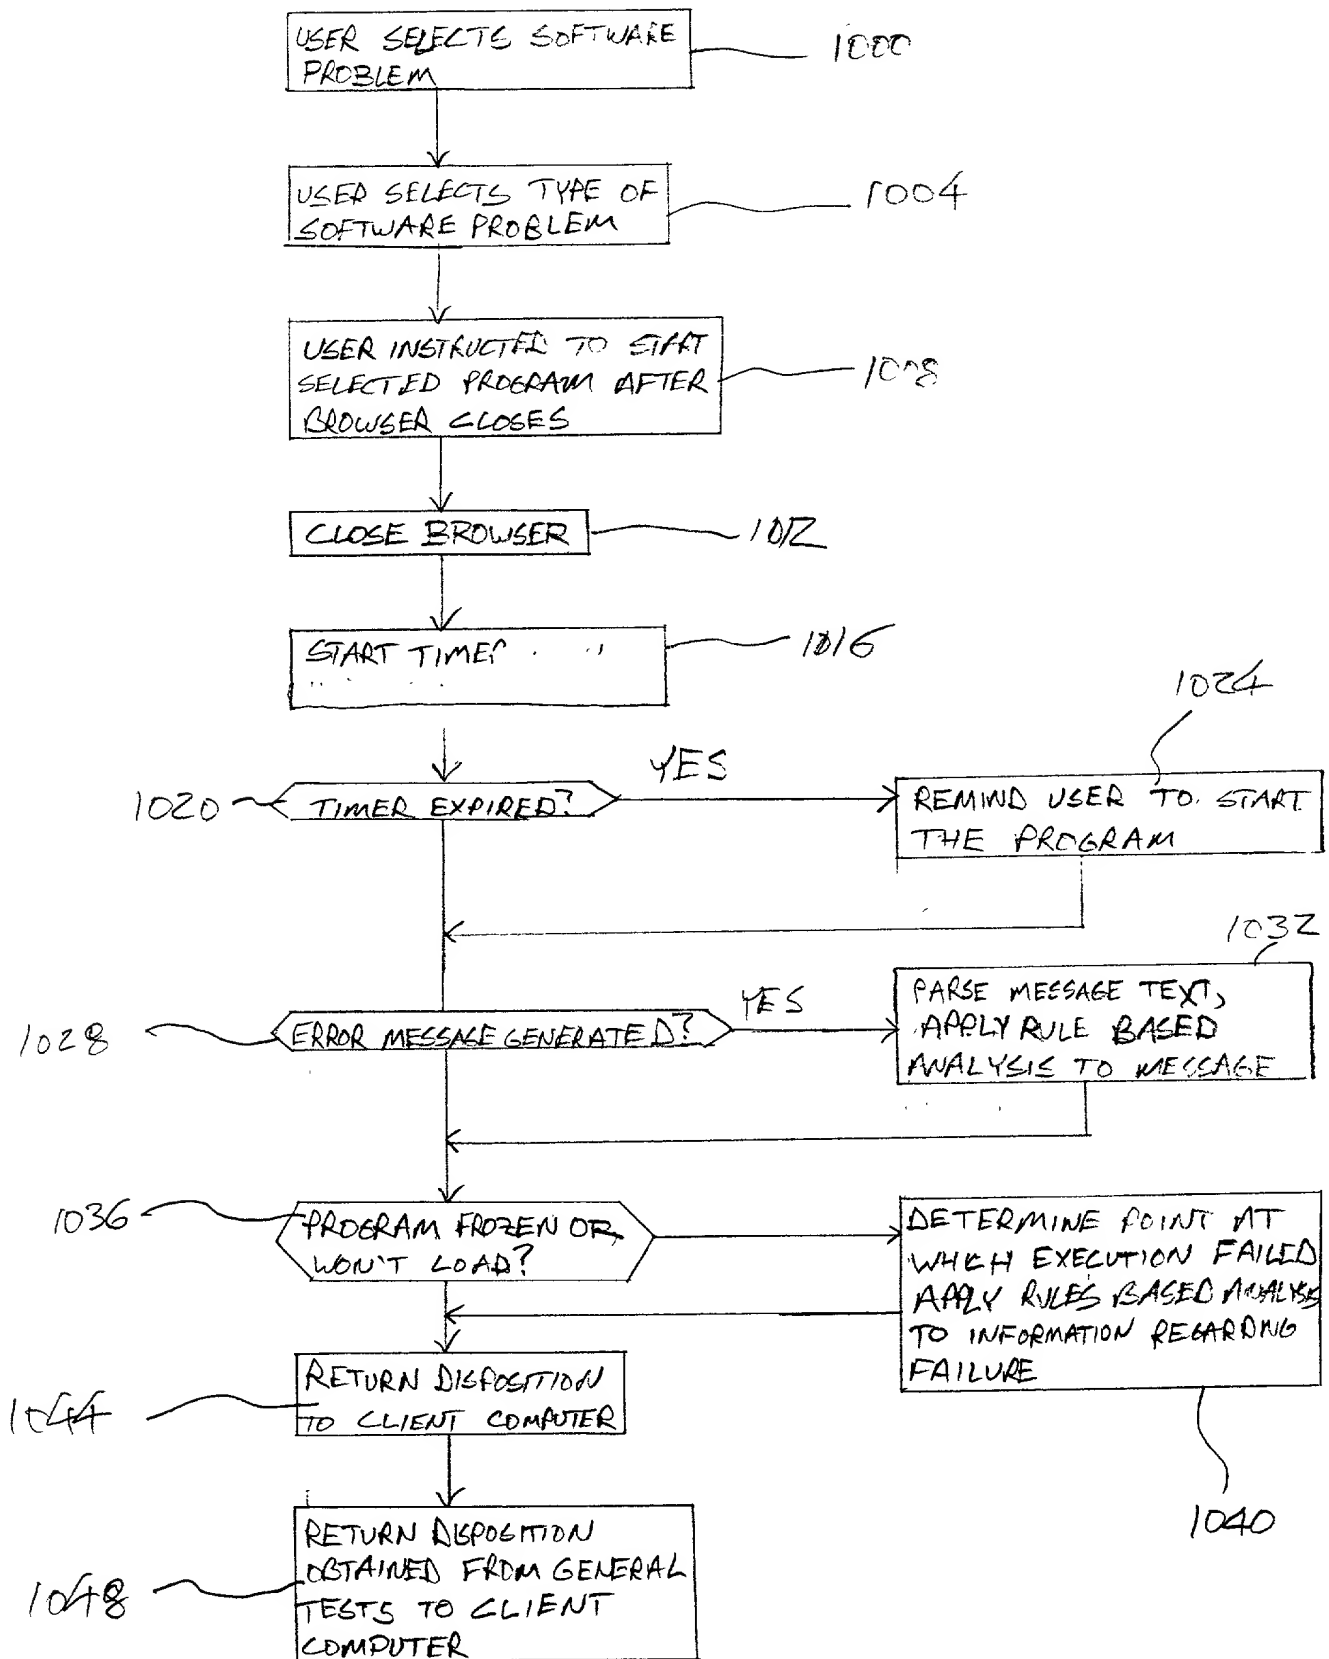 USER SELECTS SOFTWARE
PROBLEM
1000
USER SELECTS TYPE OF
SOFTWARE PROBLEM
1004
USER INSTRUCTED TO START
SELECTED PROGRAM AFTER
BROWSER CLOSES
1008
CLOSE BROWSER
1012
START TIMER
1016
1020
TIMER EXPIRED?
YES
1024
REMIND USER TO START
THE PROGRAM
1028
ERROR MESSAGE GENERATED?
YES
1032
PARSE MESSAGE TEXT,
APPLY RULE BASED
ANALYSIS TO MESSAGE
1036
PROGRAM FROZEN OR
WON'T LOAD?
DETERMINE POINT AT
WHICH EXECUTION FAILED
APPLY RULES BASED ANALYSIS
TO INFORMATION REGARDING
FAILURE
1040
1044
RETURN DISPOSITION
TO CLIENT COMPUTER
1048
RETURN DISPOSITION
OBTAINED FROM GENERAL
TESTS TO CLIENT
COMPUTER